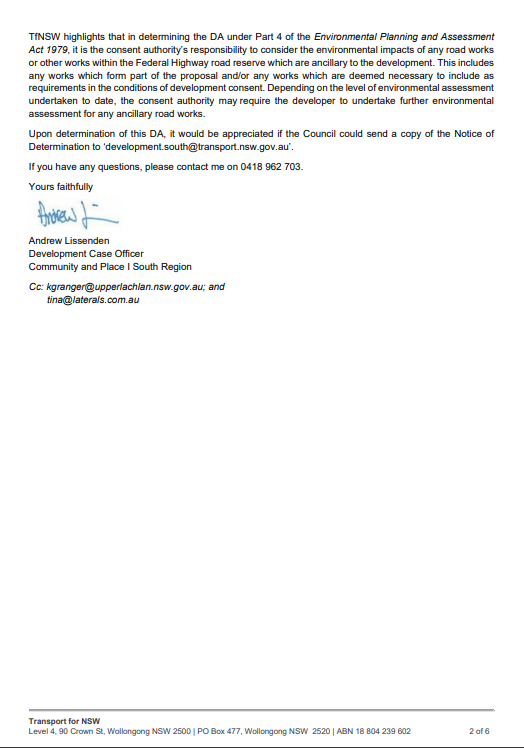 TfNSW highlights that in determining the DA under Part 4 of the Environmental Planning and Assessment
Act 1979, it is the consent authority's responsibility to consider the environmental impacts of any road works
or other works within the Federal Highway road reserve which are ancillary to the development. This includes
any works which form part of the proposal and/or any works which are deemed necessary to include as
requirements in the conditions of development consent. Depending on the level of environmental assessment
undertaken to date, the consent authority may require the developer to undertake further environmental
assessment for any ancillary road works.
Upon determination of this DA, it would be appreciated if the Council could send a copy of the Notice of
Determination to 'development.south@transport.nsw.gov.au'.
If you have any questions, please contact me on 0418 962 703.
Yours faithfully
Andrew Li
Andrew Lissenden
Development Case Officer
Community and Place I South Region
Cc: kgranger@upperlachlan.nsw.gov.au; and
tina@laterals.com.au
Transport for NSW
Level 4, 90 Crown St, Wollongong NSW 2500 | PO Box 477, Wollongong NSW 2520 | ABN 18 804 239 602 2 of 6